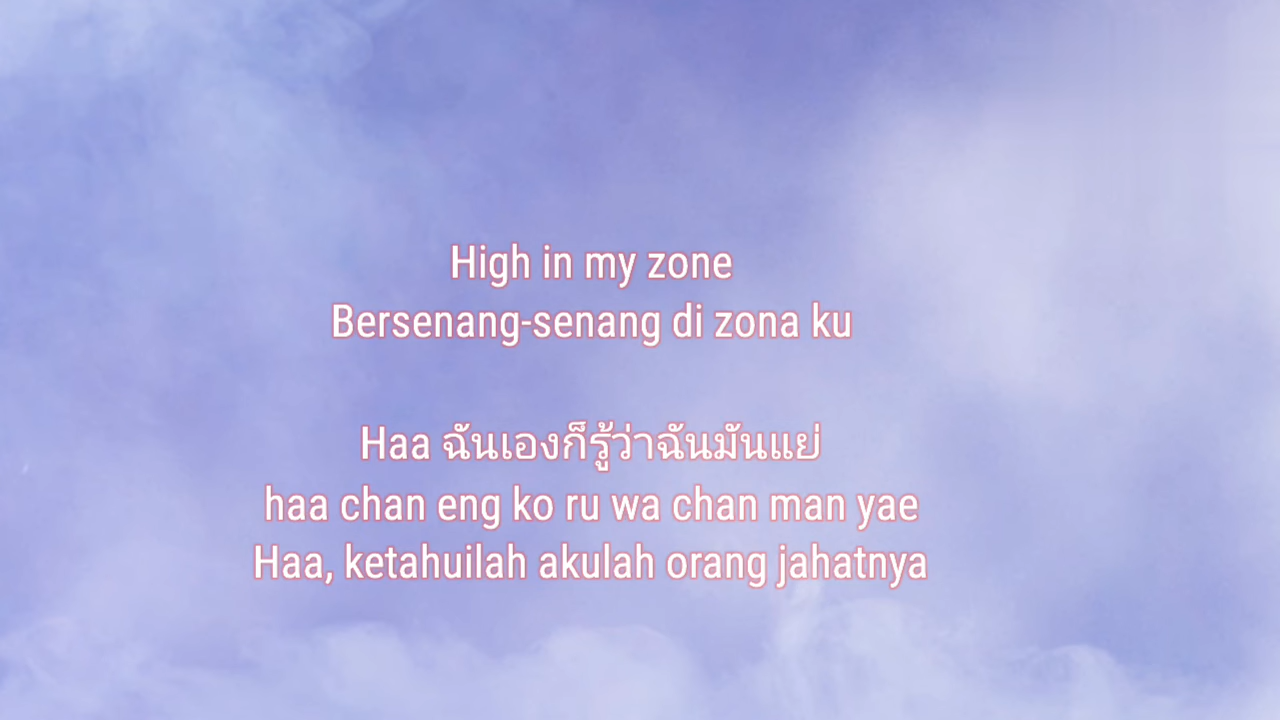 High in my zone
Bersenang-senang di zona ku
Haa ฉันเองก็รู้ว่าฉันมันแย่
haa chan eng ko ru wa chan man yae
Haa, ketahuilah akulah orang jahatnya